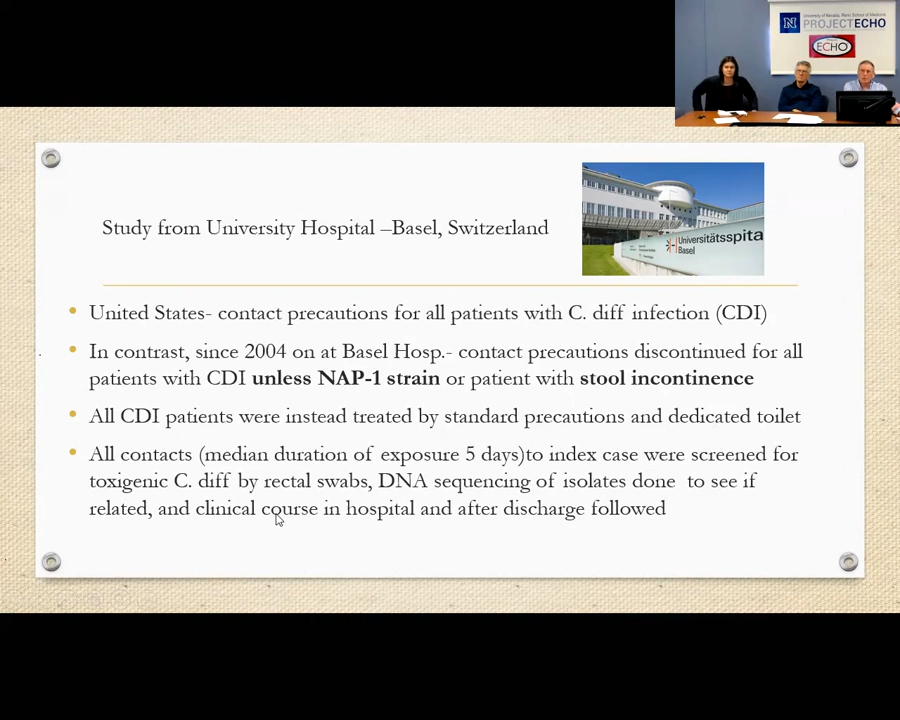 University of Nevada, Reno School of Medicine
N PROJECT ECHO
ECHO
Study from University Hospital –Basel, Switzerland
Universitätsspita
Basel
• United States- contact precautions for all patients with C. diff infection (CDI)
• In contrast, since 2004 on at Basel Hosp.- contact precautions discontinued for all
patients with CDI unless NAP-1 strain or patient with stool incontinence
• All CDI patients were instead treated by standard precautions and dedicated toilet
• All contacts (median duration of exposure 5 days)to index case were screened for
toxigenic C. diff by rectal swabs, DNA sequencing of isolates done to see if
related, and clinical course in hospital and after discharge followed